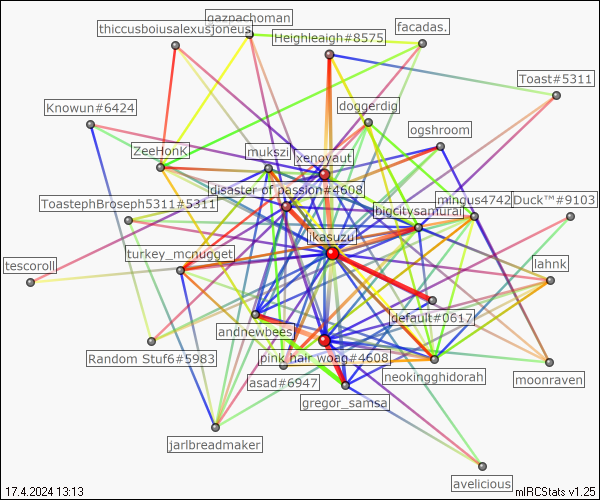 gazpachoman
thiccusboiusalexusjoneus
facadas.
Heighleaigh#8575
Toast#5311
Knowun#6424
doggerdig
ogshroom
ZeeHonK
mukszi
xenoyaut
disaster of passion#4608
ToastephBroseph5311#5311
bigcitysamurai
mingus4742
Duck™#9103
ikasuzu
turkey_mcnugget
tescoroll
lahnk
default#0617
andnewbees
Random Stuf6#5983
pink hair woag#4608
neokingghidorah
moonraven
asad#6947
gregor_samsa
jarlbreadmaker
avelicious
17.4.2024 13:13
mIRCStats v1.25